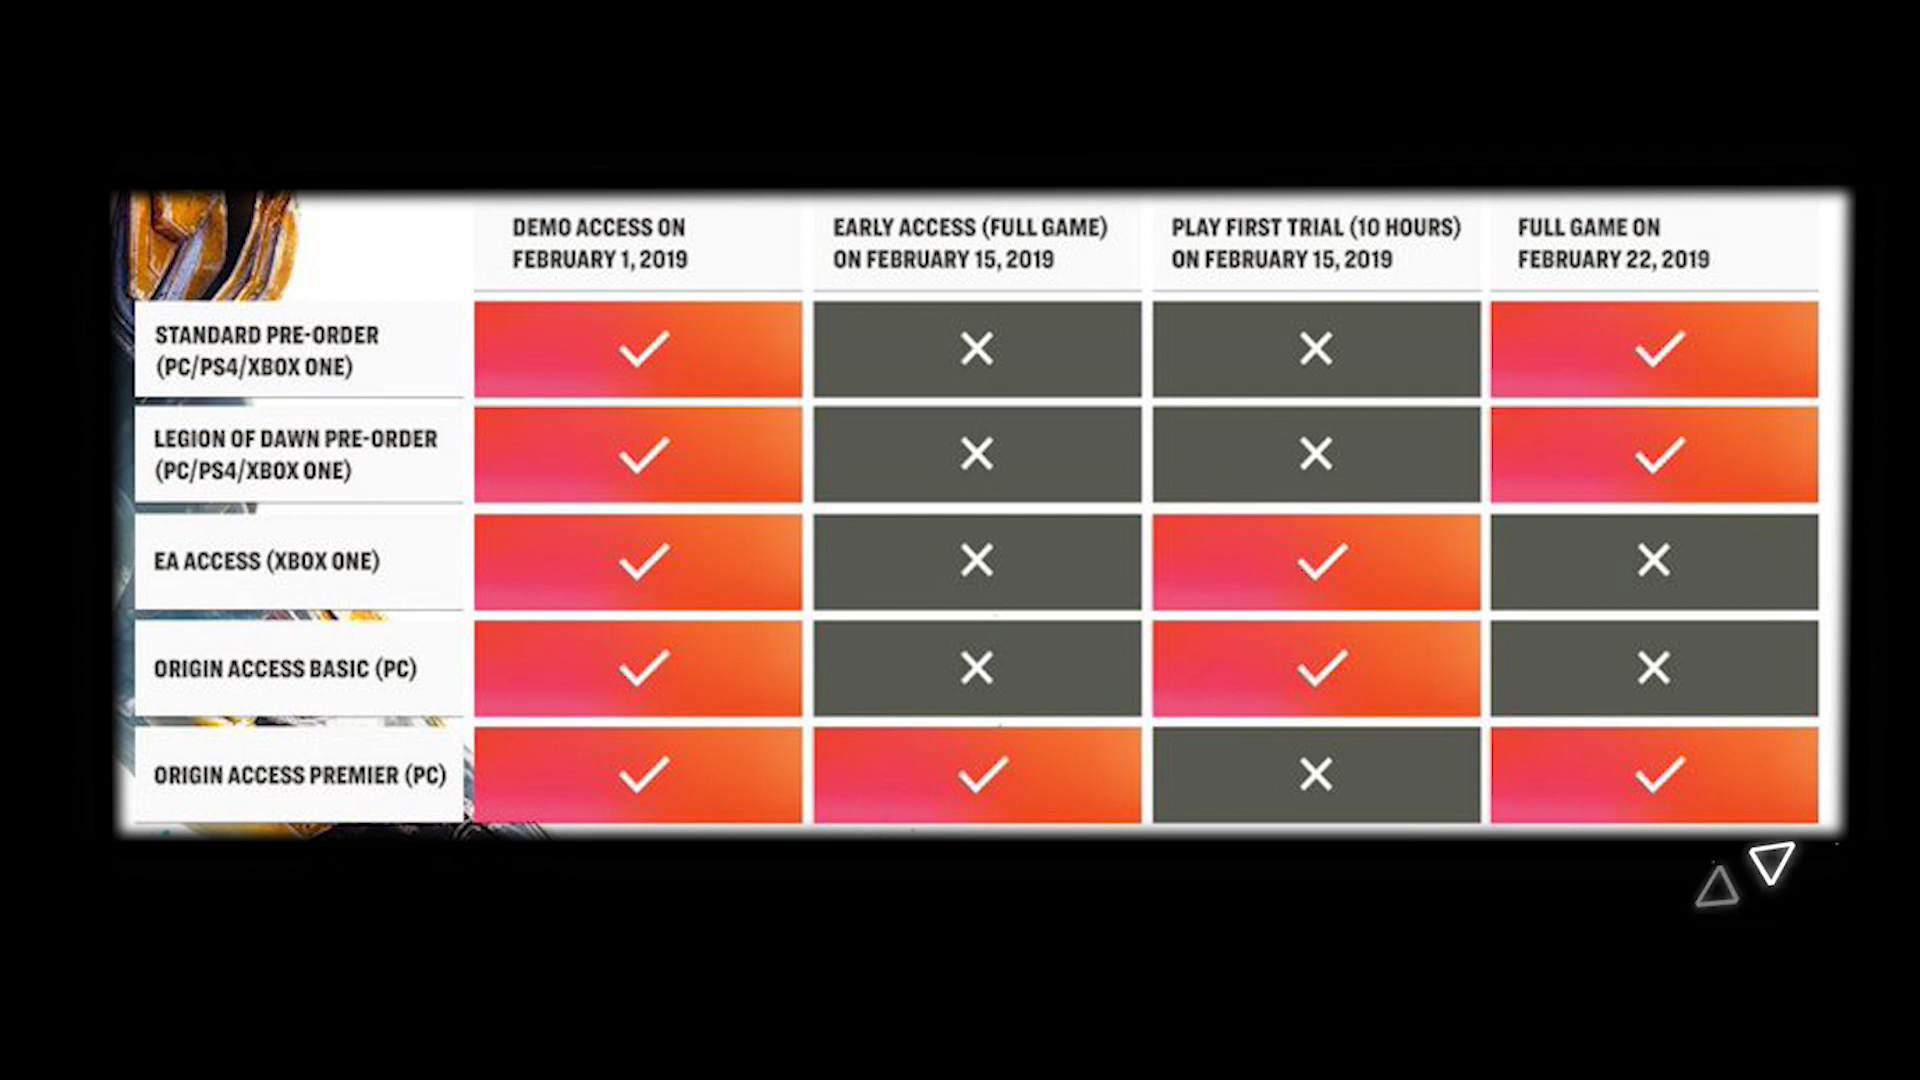 DEMO ACCESS ON
FEBRUARY 1, 2019
EARLY ACCESS (FULL GAME)
ON FEBRUARY 15, 2019
PLAY FIRST TRIAL (10 HOURS)
ON FEBRUARY 15, 2019
FULL GAME ON
FEBRUARY 22, 2019
STANDARD PRE-ORDER
(PC/PS4/XBOX ONE)
LEGION OF DAWN PRE-ORDER
(PC/PS4/XBOX ONE)
EA ACCESS (XBOX ONE)
ORIGIN ACCESS BASIC (PC)
ORIGIN ACCESS PREMIER (PC)